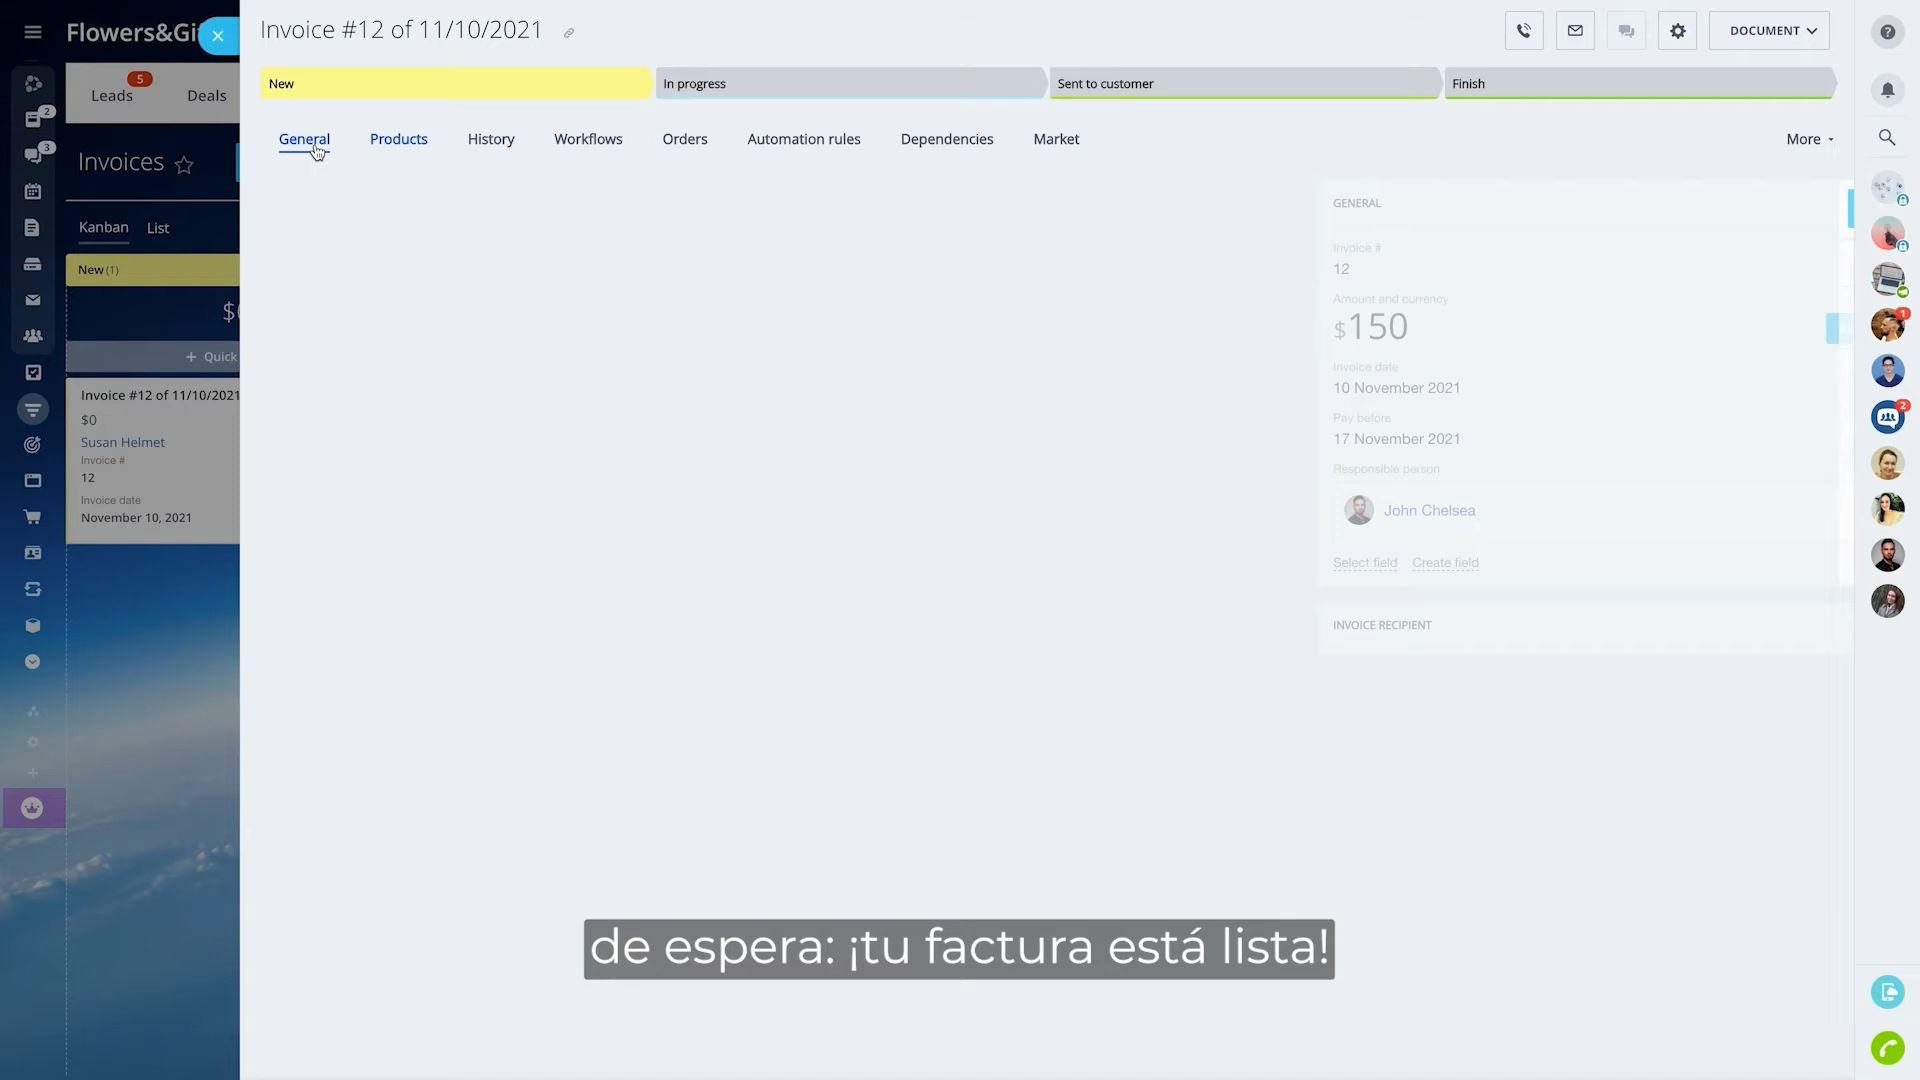 Flowers&Gi
Invoice #12 of 11/10/2021
DOCUMENT
New
In progress
Sent to customer
Finish
5
Leads
Deals
General
Products
History
Workflows
Orders
Automation rules
Dependencies
Market
More
2
3
Invoices
Kanban
List
New (1)
$
+ Quick
Invoice #12 of 11/10/2021
$0
Susan Helmet
Invoice #
12
Invoice date
November 10, 2021
GENERAL
Invoice #
12
Amount and currency
$150
Invoice date
10 November 2021
Pay before
17 November 2021
Responsible person
John Chelsea
Select field
Create field
INVOICE RECIPIENT
1
2
de espera: ¡tu factura está lista!